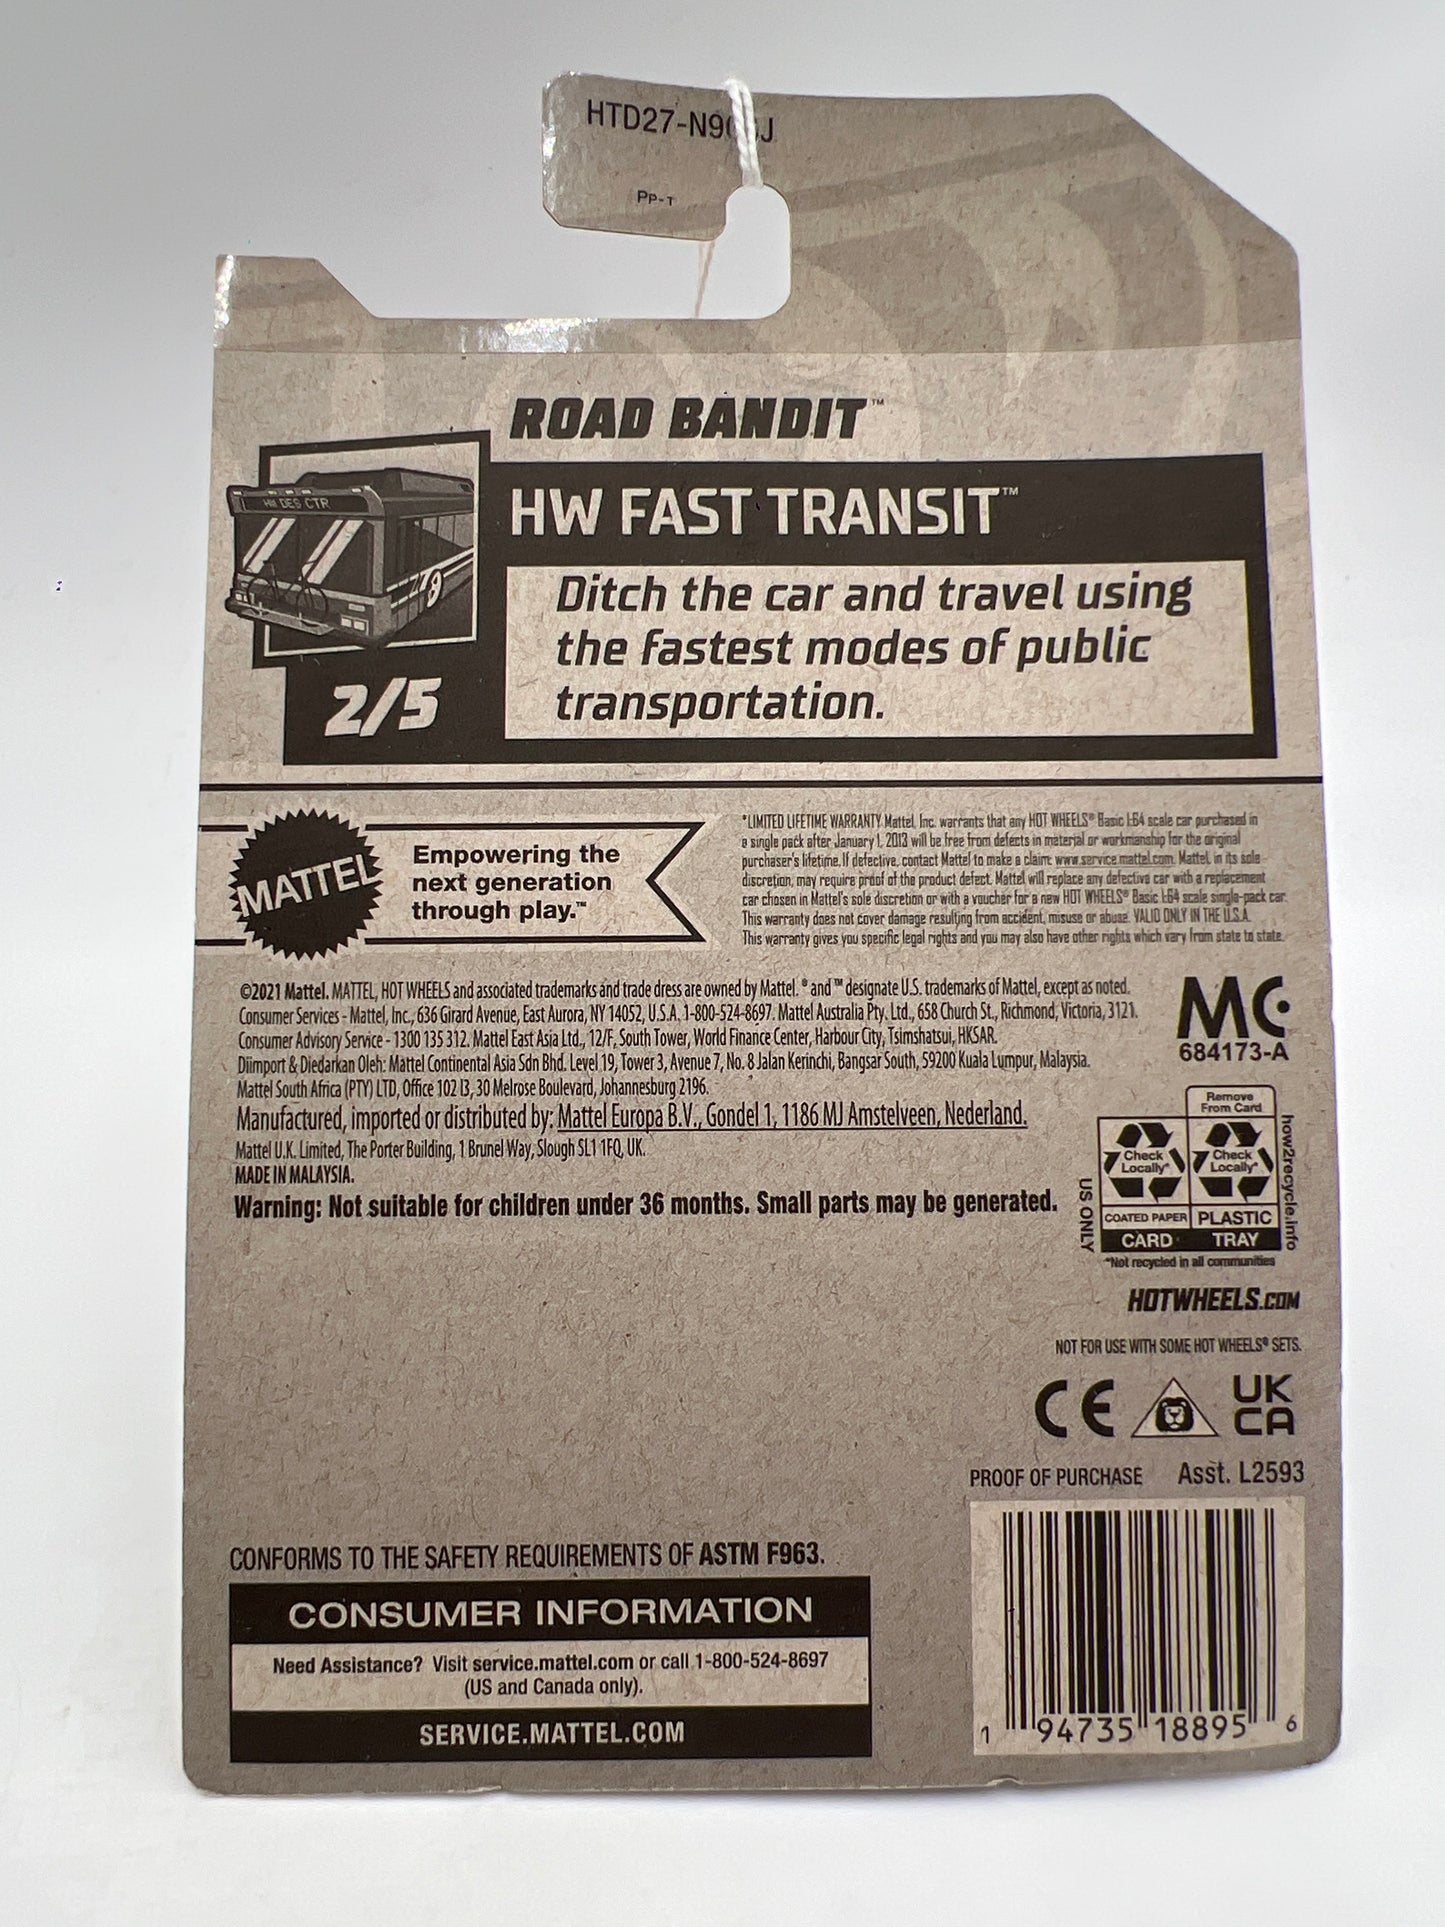 PP-T
ROAD BANDIT™
HW DES CTR
HW FAST TRANSIT™
Ditch the car and travel using
the fastest modes of public
transportation.
2/5
MATTEL
Empowering the
next generation
through play.™
*LIMITED LIFETIME WARRANTY Mattel, Inc. warrants that any HOT WHEELS® Basic 1:64 scale car purchased in
a single pack after January 1, 2013 will be free from defects in material or workmanship for the original
purchaser's lifetime. If defective, contact Mattel to make a claim: www.service.mattel.com. Mattel, in its sole
discretion, may require proof of the product defect. Mattel will replace any defective car with a replacement
car chosen in Mattel's sole discretion or with a voucher for a new HOT WHEELS® Basic 1:64 scale single-pack car.
This warranty does not cover damage resulting from accident, misuse or abuse. VALID ONLY IN THE U.S.A.
This warranty gives you specific legal rights and you may also have other rights which vary from state to state.
©2021 Mattel. MATTEL, HOT WHEELS and associated trademarks and trade dress are owned by Mattel. ® and ™ designate U.S. trademarks of Mattel, except as noted.
Consumer Services - Mattel, Inc., 636 Girard Avenue, East Aurora, NY 14052, U.S.A. 1-800-524-8697. Mattel Australia Pty. Ltd., 658 Church St., Richmond, Victoria, 3121.
Consumer Advisory Service - 1300 135 312. Mattel East Asia Ltd., 12/F, South Tower, World Finance Center, Harbour City, Tsimshatsui, HKSAR.
Diimport & Diedarkan Oleh: Mattel Continental Asia Sdn Bhd. Level 19, Tower 3, Avenue 7, No. 8 Jalan Kerinchi, Bangsar South, 59200 Kuala Lumpur, Malaysia.
Mattel South Africa (PTY) LTD, Office 102 I3, 30 Melrose Boulevard, Johannesburg 2196.
Manufactured, imported or distributed by: Mattel Europa B.V., Gondel 1, 1186 MJ Amstelveen, Nederland.
Mattel U.K. Limited, The Porter Building, 1 Brunel Way, Slough SL1 1FQ, UK.
MADE IN MALAYSIA.
Warning: Not suitable for children under 36 months. Small parts may be generated.
MC
684173-A
Remove
From Card
Check
Locally*
Check
Locally*
COATED PAPER
PLASTIC
CARD
TRAY
US ONLY
how2recycle.info
*Not recycled in all communities
HOTWHEELS.COM
NOT FOR USE WITH SOME HOT WHEELS® SETS.
CE
UK
CA
PROOF OF PURCHASE Asst. L2593
CONFORMS TO THE SAFETY REQUIREMENTS OF ASTM F963.
CONSUMER INFORMATION
Need Assistance? Visit service.mattel.com or call 1-800-524-8697
(US and Canada only).
SERVICE.MATTEL.COM
1 94735 18895 6